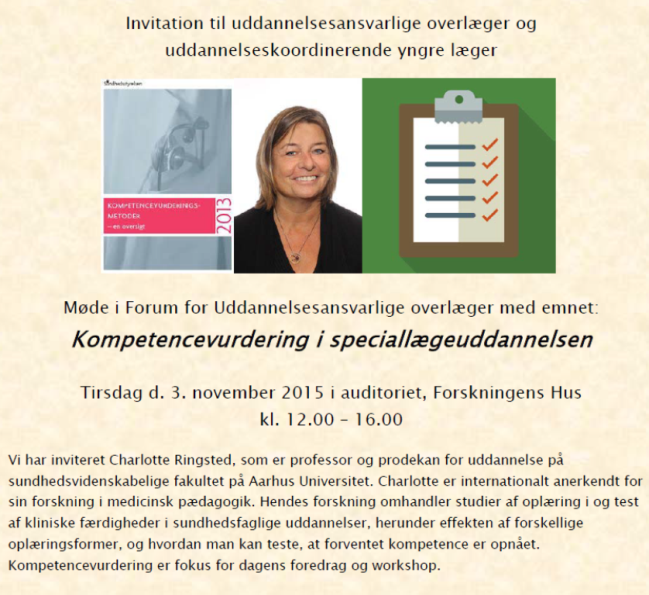 Invitation til uddannelsesansvarlige overlæger og
uddannelseskoordinerende yngre læger
Sundhedsstyrelsen
KOMPETENCEVURDERINGS-
METODER
– en oversigt
2013
Møde i Forum for Uddannelsesansvarlige overlæger med emnet:
Kompetencevurdering i speciallægeuddannelsen
Tirsdag d. 3. november 2015 i auditoriet, Forskningens Hus
kl. 12.00 – 16.00
Vi har inviteret Charlotte Ringsted, som er professor og prodekan for uddannelse på
sundhedsvidenskabelige fakultet på Aarhus Universitet. Charlotte er internationalt anerkendt for
sin forskning i medicinsk pædagogik. Hendes forskning omhandler studier af oplæring i og test
af kliniske færdigheder i sundhedsfaglige uddannelser, herunder effekten af forskellige
oplæringsformer, og hvordan man kan teste, at forventet kompetence er opnået.
Kompetencevurdering er fokus for dagens foredrag og workshop.